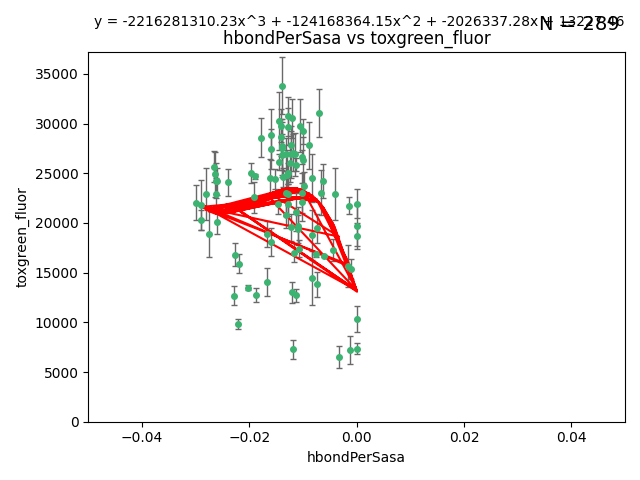 y = -2216281310.23x^3 + -124168364.15x^2 + -2026337.28x +
N = 289
hbondPerSasa vs toxgreen_fluor
35000
30000
25000
20000
15000
10000
5000
0
toxgreen_fluor
-0.04 -0.02 0.00 0.02 0.04
hbondPerSasa